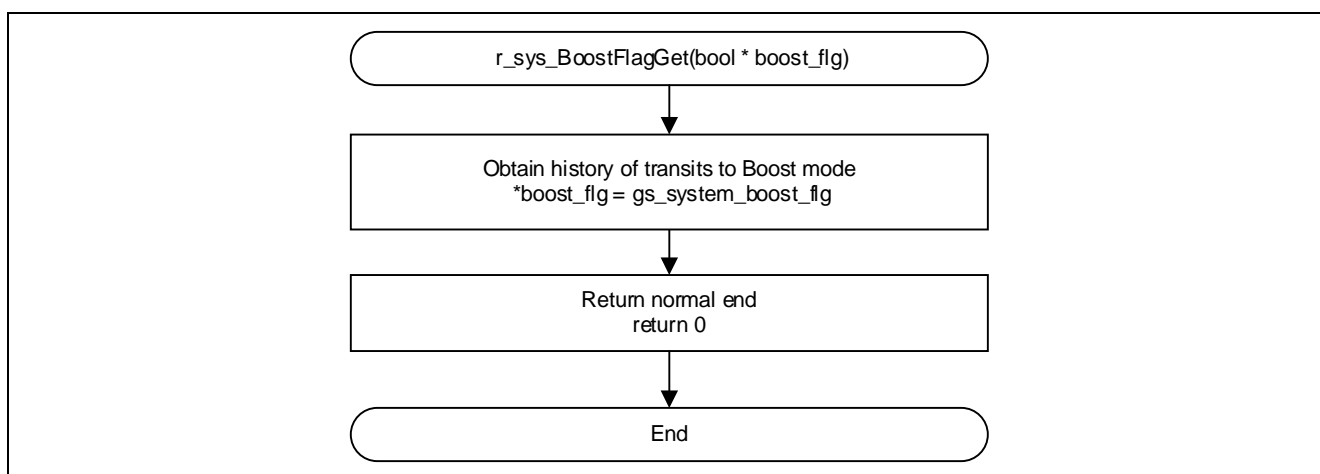 r_sys_BoostFlagGet(bool * boost_flg)
Obtain history of transits to Boost mode
*boost_flg = gs_system_boost_flg
Return normal end
return 0
End